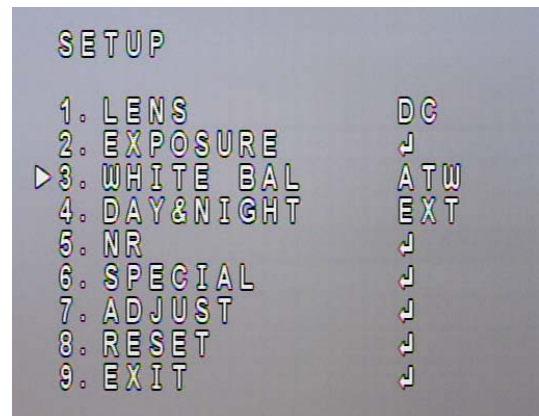 SETUP
1. LENS DC
2. EXPOSURE ↲
▷3. WHITE BAL ATW
4. DAY&NIGHT EXT
5. NR ↲
6. SPECIAL ↲
7. ADJUST ↲
8. RESET ↲
9. EXIT ↲